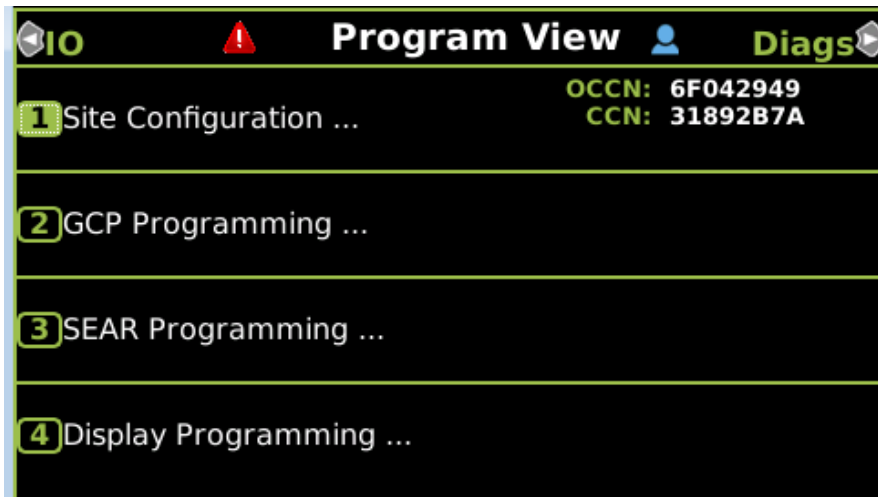 IO Program View Diags
OCCN: 6F042949
1 Site Configuration ...
CCN: 31892B7A
2 GCP Programming ...
3 SEAR Programming ...
4 Display Programming ...